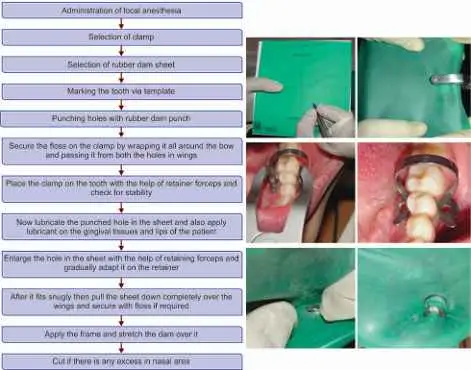 Administration of local anesthesia
Selection of clamp
Selection of rubber dam sheet
Marking the tooth via template
Punching holes with rubber dam punch
Secure the floss on the clamp by wrapping it all around the bow
and passing it from both the holes in wings
Place the clamp on the tooth with the help of retainer forceps and
check for stability
Now lubricate the punched hole in the sheet and also apply
lubricant on the gingival tissues and lips of the patient
Enlarge the hole in the sheet with the help of retaining forceps and
gradually adapt it on the retainer
After it fits snugly then pull the sheet down completely over the
wings and secure with floss if required
Apply the frame and stretch the dam over it
Cut if there is any excess in nasal area